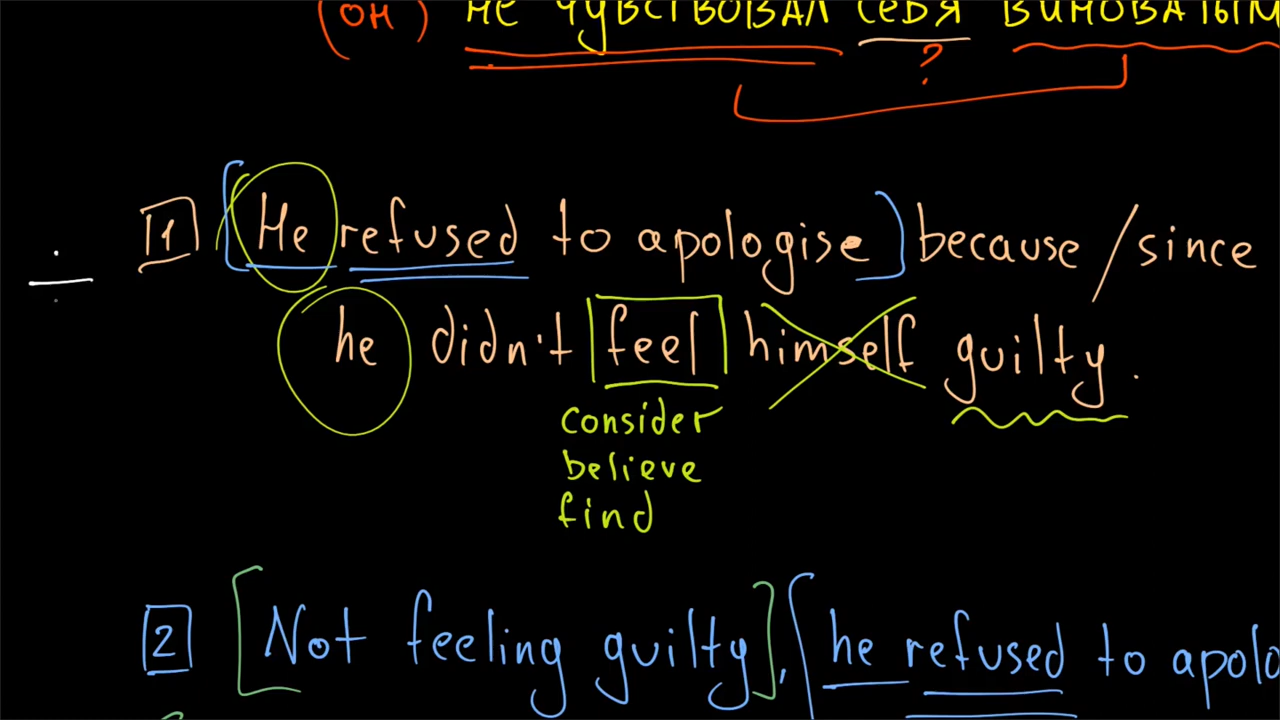 (он) не чувствовал себя виноватым
?
1 [He refused to apologise] because / since
he didn't feel himself guilty.
consider
believe
find
2 [Not feeling guilty], [he refused to apolo